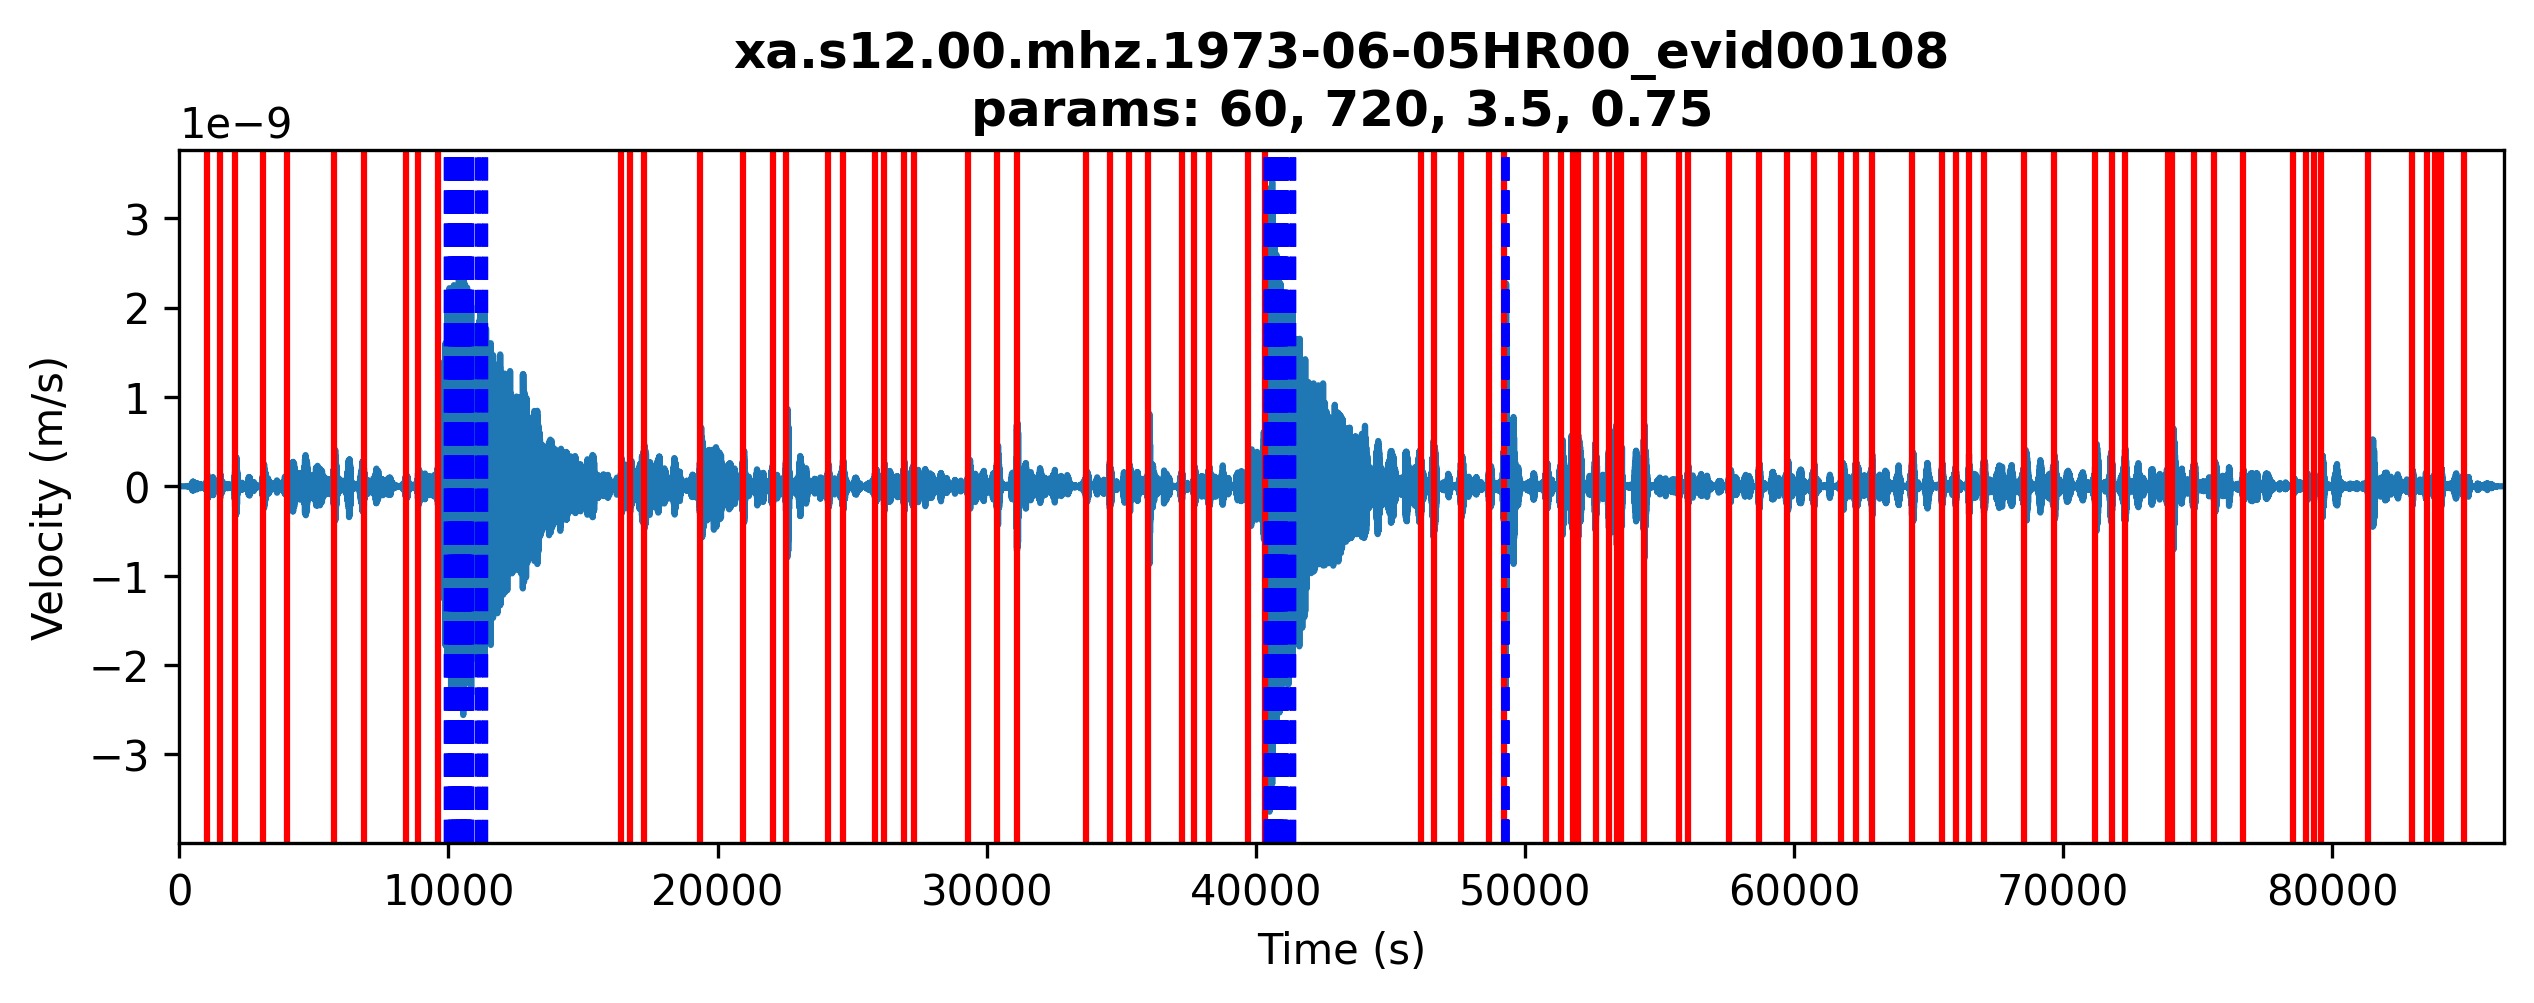 xa.s12.00.mhz.1973-06-05HR00_evid00108
params: 60, 720, 3.5, 0.75
1e−9
3
2
1
0
−1
−2
−3
Velocity (m/s)
0 10000 20000 30000 40000 50000 60000 70000 80000
Time (s)